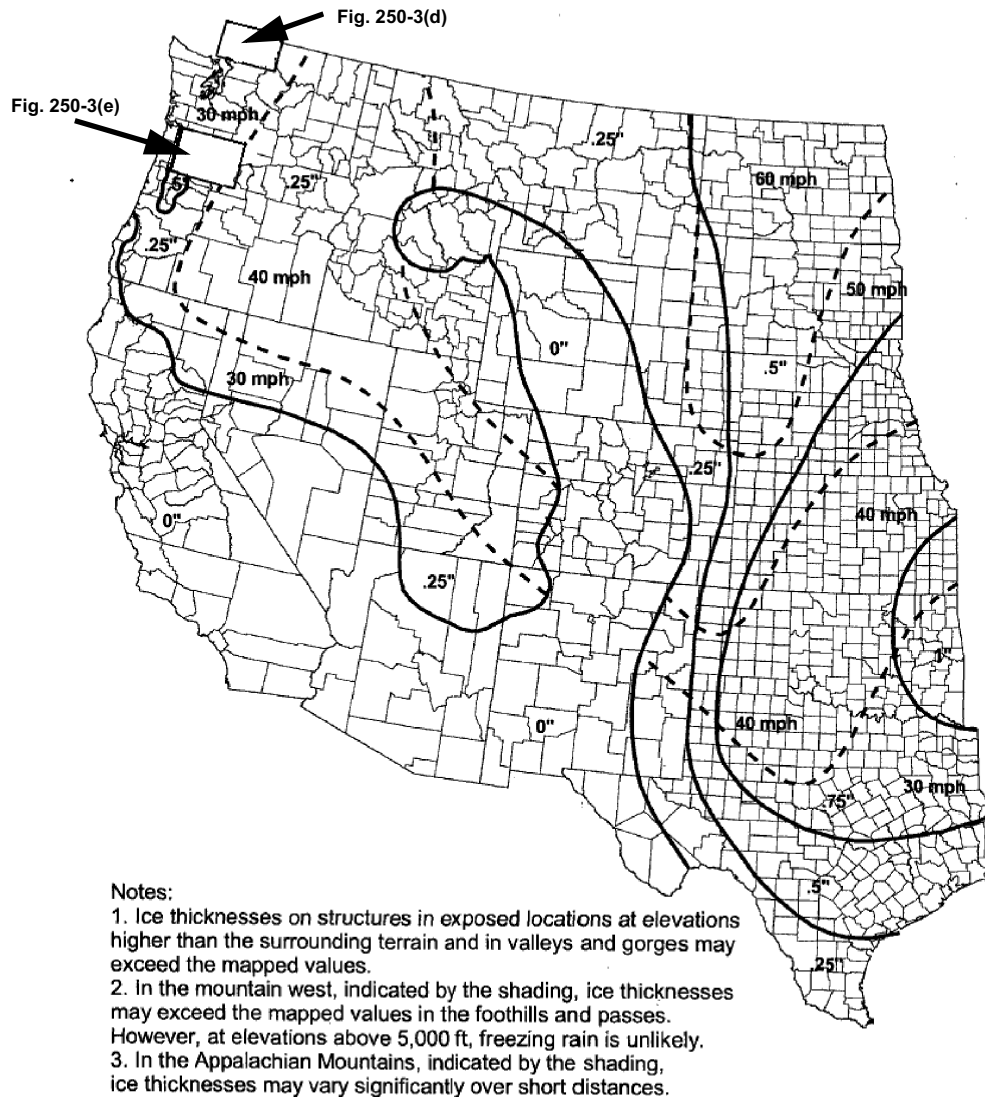 Fig. 250-3(d)
Fig. 250-3(e)
30 mph
.25"
60 mph
.5"
.25"
.25"
40 mph
50 mph
0"
.5"
30 mph
.25"
40 mph
0"
.25"
1"
0"
40 mph
30 mph
.75"
.5"
.25"
Notes:
1. Ice thicknesses on structures in exposed locations at elevations
higher than the surrounding terrain and in valleys and gorges may
exceed the mapped values.
2. In the mountain west, indicated by the shading, ice thicknesses
may exceed the mapped values in the foothills and passes.
However, at elevations above 5,000 ft, freezing rain is unlikely.
3. In the Appalachian Mountains, indicated by the shading,
ice thicknesses may vary significantly over short distances.